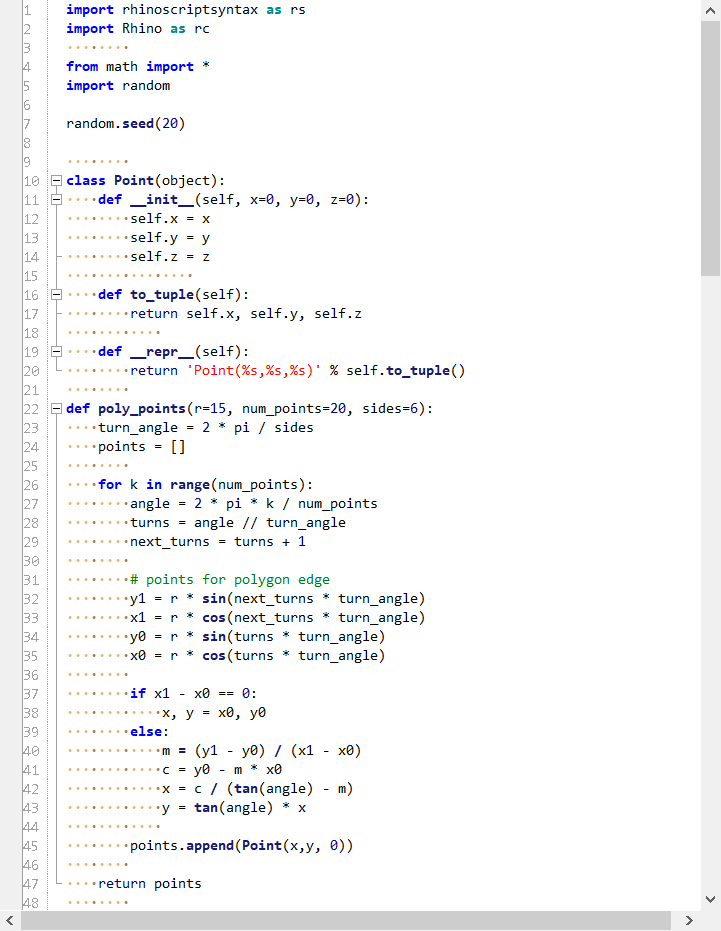 1 import rhinoscriptsyntax as rs
2 import Rhino as rc
3
4 from math import *
5 import random
6
7 random.seed(20)
8
9
10 class Point(object):
11     def __init__(self, x=0, y=0, z=0):
12         self.x = x
13         self.y = y
14         self.z = z
15
16     def to_tuple(self):
17         return self.x, self.y, self.z
18
19     def __repr__(self):
20         return 'Point(%s,%s,%s)' % self.to_tuple()
21
22 def poly_points(r=15, num_points=20, sides=6):
23     turn_angle = 2 * pi / sides
24     points = []
25
26     for k in range(num_points):
27         angle = 2 * pi * k / num_points
28         turns = angle // turn_angle
29         next_turns = turns + 1
30
31         # points for polygon edge
32         y1 = r * sin(next_turns * turn_angle)
33         x1 = r * cos(next_turns * turn_angle)
34         y0 = r * sin(turns * turn_angle)
35         x0 = r * cos(turns * turn_angle)
36
37         if x1 - x0 == 0:
38             x, y = x0, y0
39         else:
40             m = (y1 - y0) / (x1 - x0)
41             c = y0 - m * x0
42             x = c / (tan(angle) - m)
43             y = tan(angle) * x
44
45         points.append(Point(x,y, 0))
46
47     return points
48